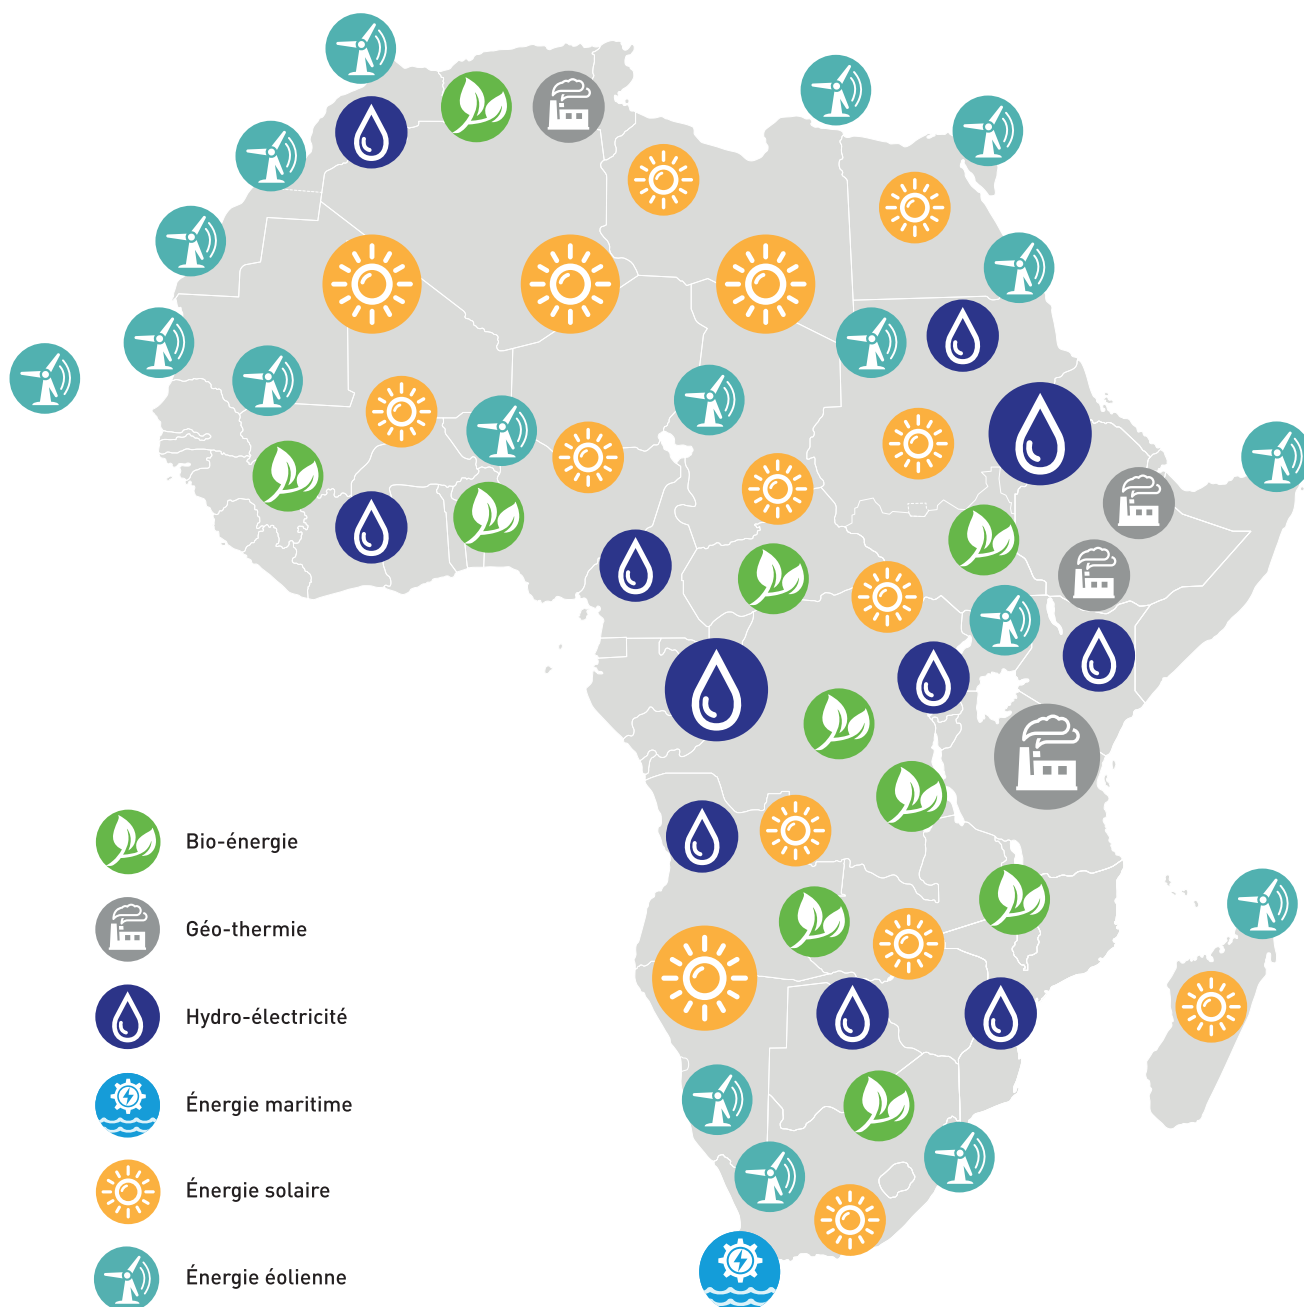 Bio-énergie
Géo-thermie
Hydro-électricité
Énergie maritime
Énergie solaire
Énergie éolienne